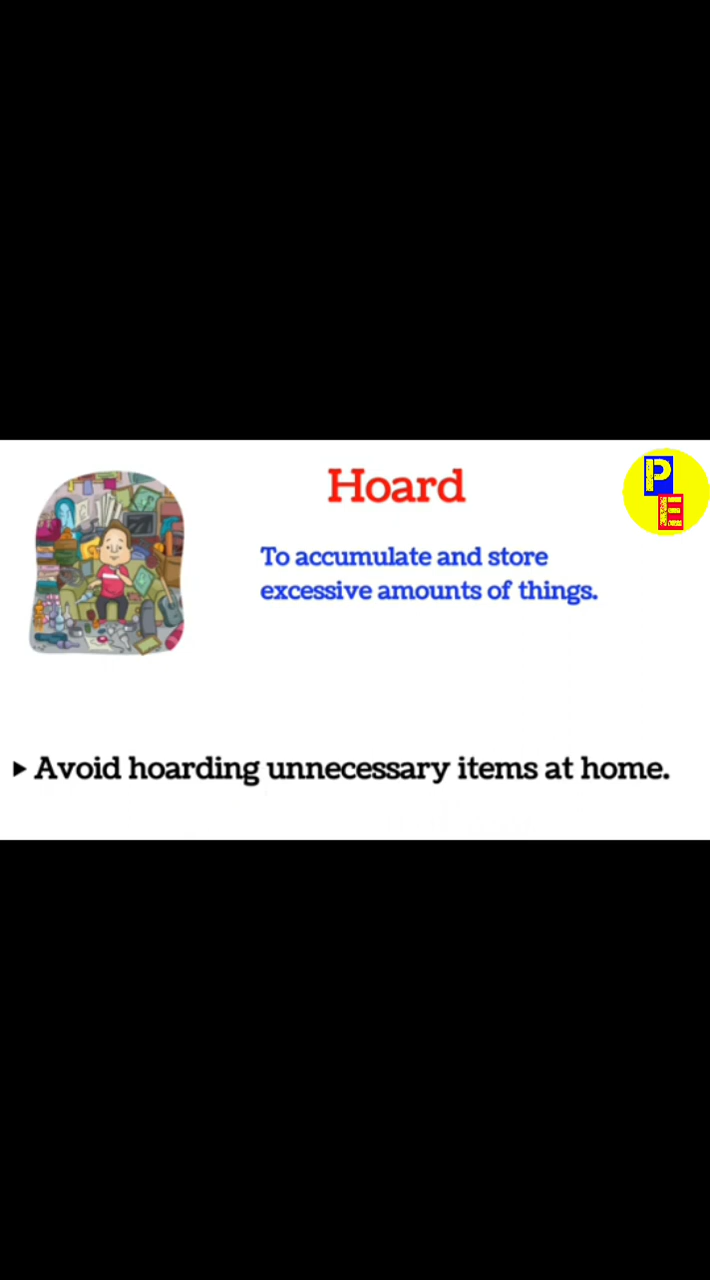 Hoard
P
E
To accumulate and store
excessive amounts of things.
▸ Avoid hoarding unnecessary items at home.